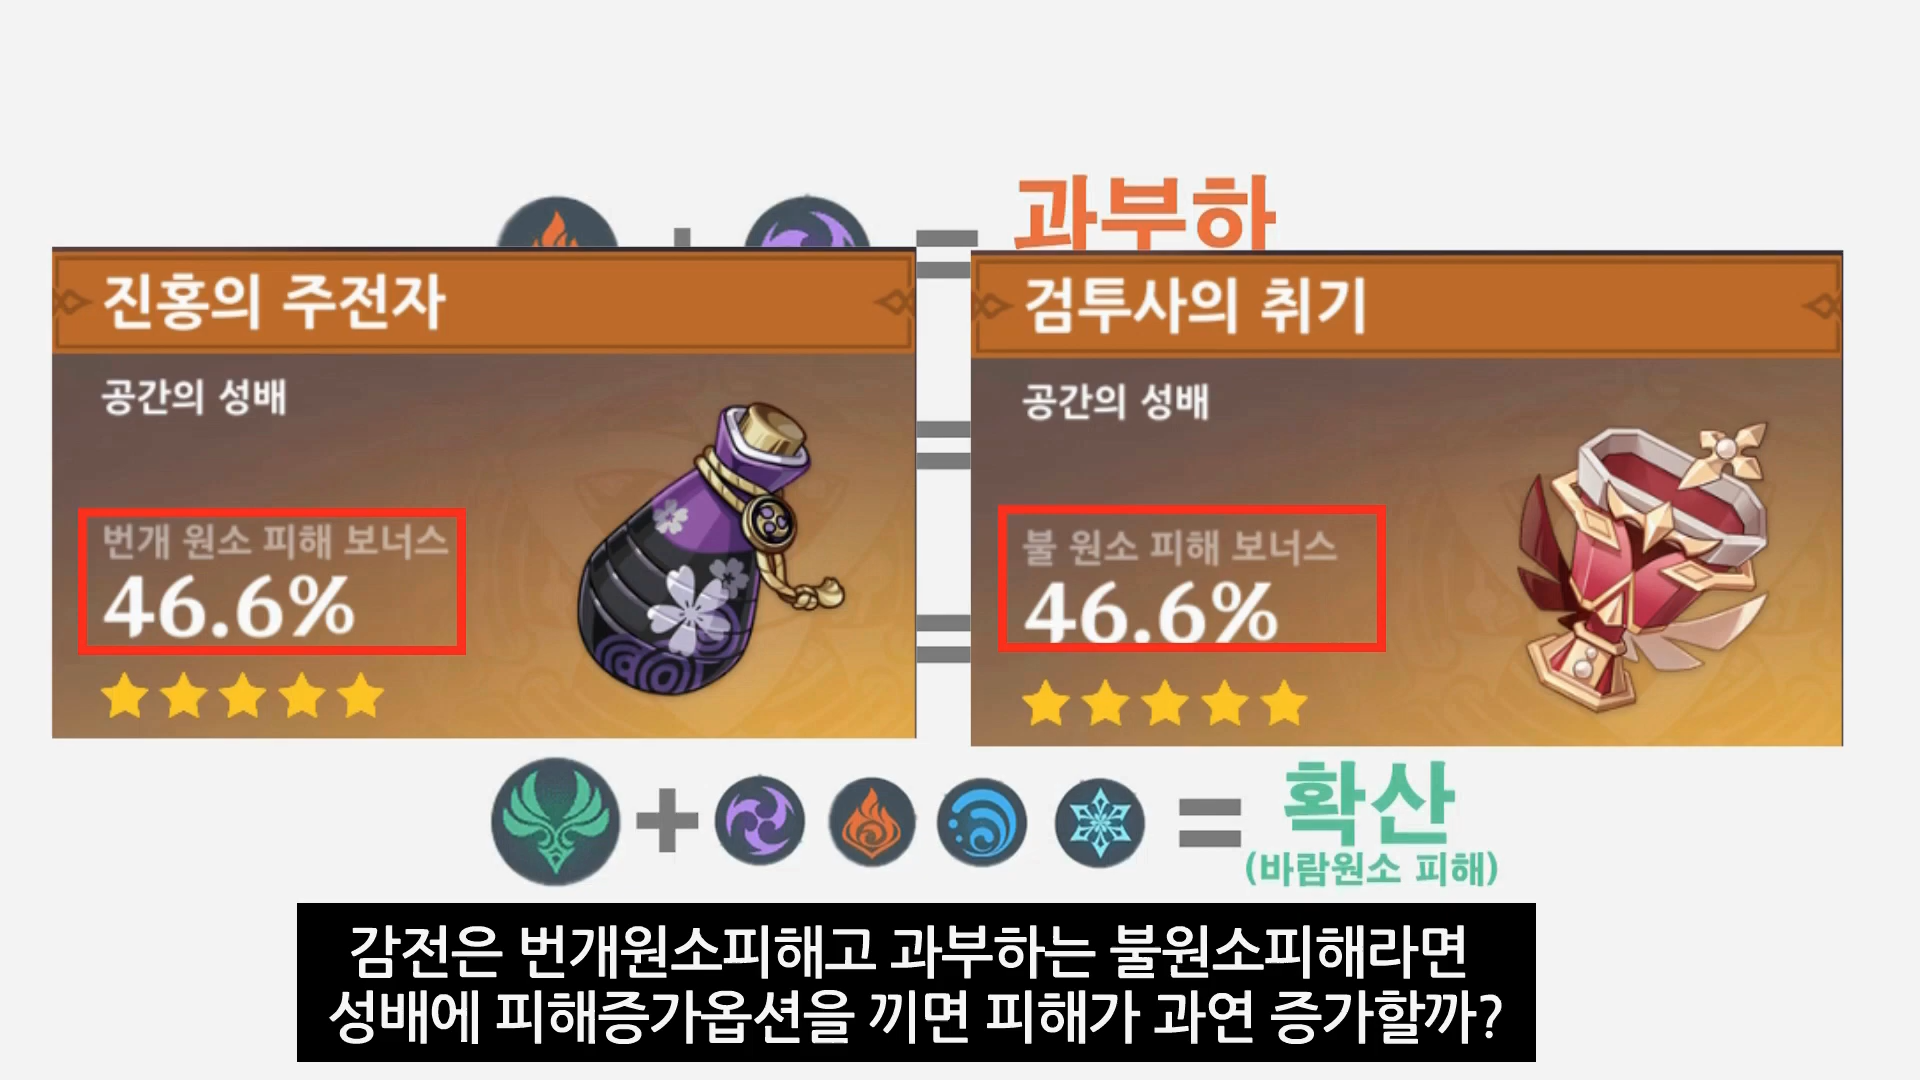 과부하
진홍의 주전자
공간의 성배
번개 원소 피해 보너스
46.6%
검투사의 취기
공간의 성배
불 원소 피해 보너스
46.6%
확산
(바람원소 피해)
감전은 번개원소피해고 과부하는 불원소피해라면
성배에 피해증가옵션을 끼면 피해가 과연 증가할까?